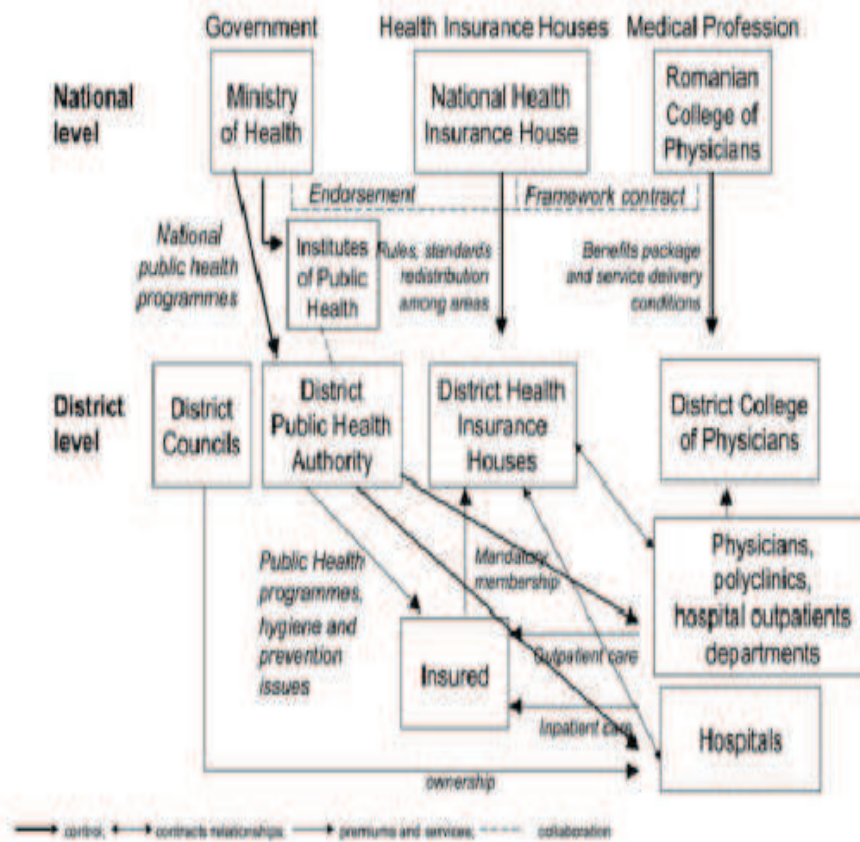 Government
Health Insurance Houses
Medical Profession
National
level
Ministry
of Health
National Health
Insurance House
Romanian
College of
Physicians
Endorsement
Framework contract
National
public health
programmes
Institutes
of Public
Health
Rules, standards
redistribution
among areas
Benefits package
and service delivery
conditions
District
level
District
Councils
District
Public Health
Authority
District Health
Insurance
Houses
District College
of Physicians
Public Health
programmes,
hygiene and
prevention
issues
Mandatory
membership
Physicians,
polyclinics,
hospital outpatients
departments
Insured
Outpatient care
Inpatient care
Hospitals
ownership
control, contracts relationships, premiums and services, collaboration